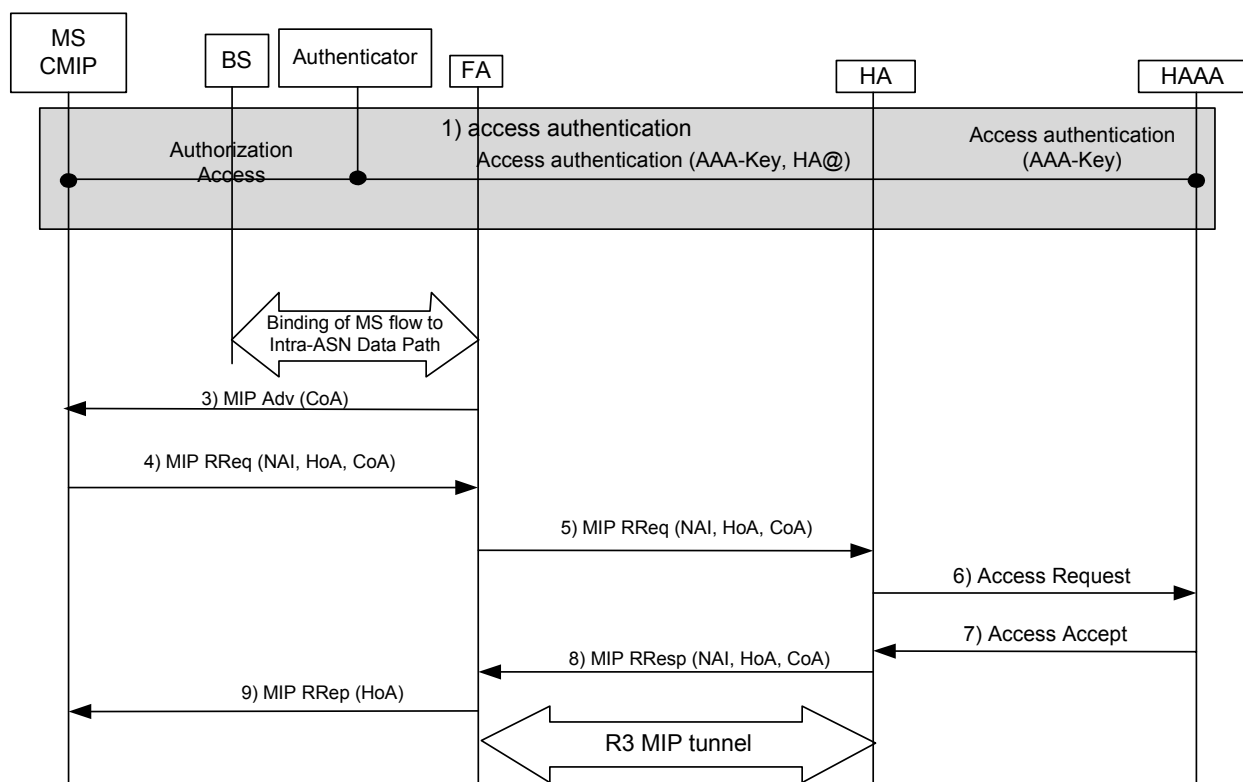 MS
CMIP
BS
Authenticator
FA
HA
HAAA
1) access authentication
Authorization
Access
Access authentication (AAA-Key, HA@)
Access authentication
(AAA-Key)
Binding of MS flow to
Intra-ASN Data Path
3) MIP Adv (CoA)
4) MIP RReq (NAI, HoA, CoA)
5) MIP RReq (NAI, HoA, CoA)
6) Access Request
7) Access Accept
8) MIP RResp (NAI, HoA, CoA)
9) MIP RRep (HoA)
R3 MIP tunnel